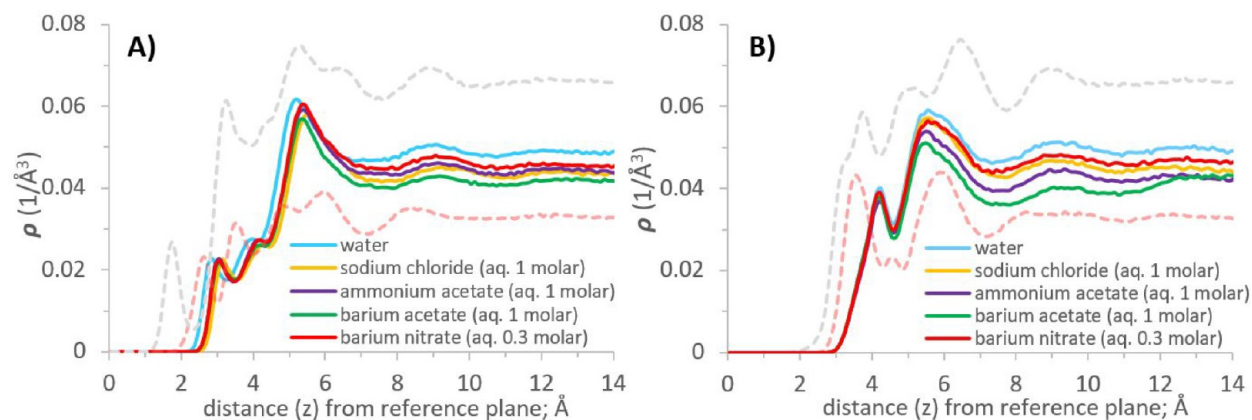 A)
0.08
0.06
0.04
0.02
0
ρ (1/Å³)
water
sodium chloride (aq. 1 molar)
ammonium acetate (aq. 1 molar)
barium acetate (aq. 1 molar)
barium nitrate (aq. 0.3 molar)
0 2 4 6 8 10 12 14
distance (z) from reference plane; Å
B)
0.08
0.06
0.04
0.02
0
ρ (1/Å³)
water
sodium chloride (aq. 1 molar)
ammonium acetate (aq. 1 molar)
barium acetate (aq. 1 molar)
barium nitrate (aq. 0.3 molar)
0 2 4 6 8 10 12 14
distance (z) from reference plane; Å